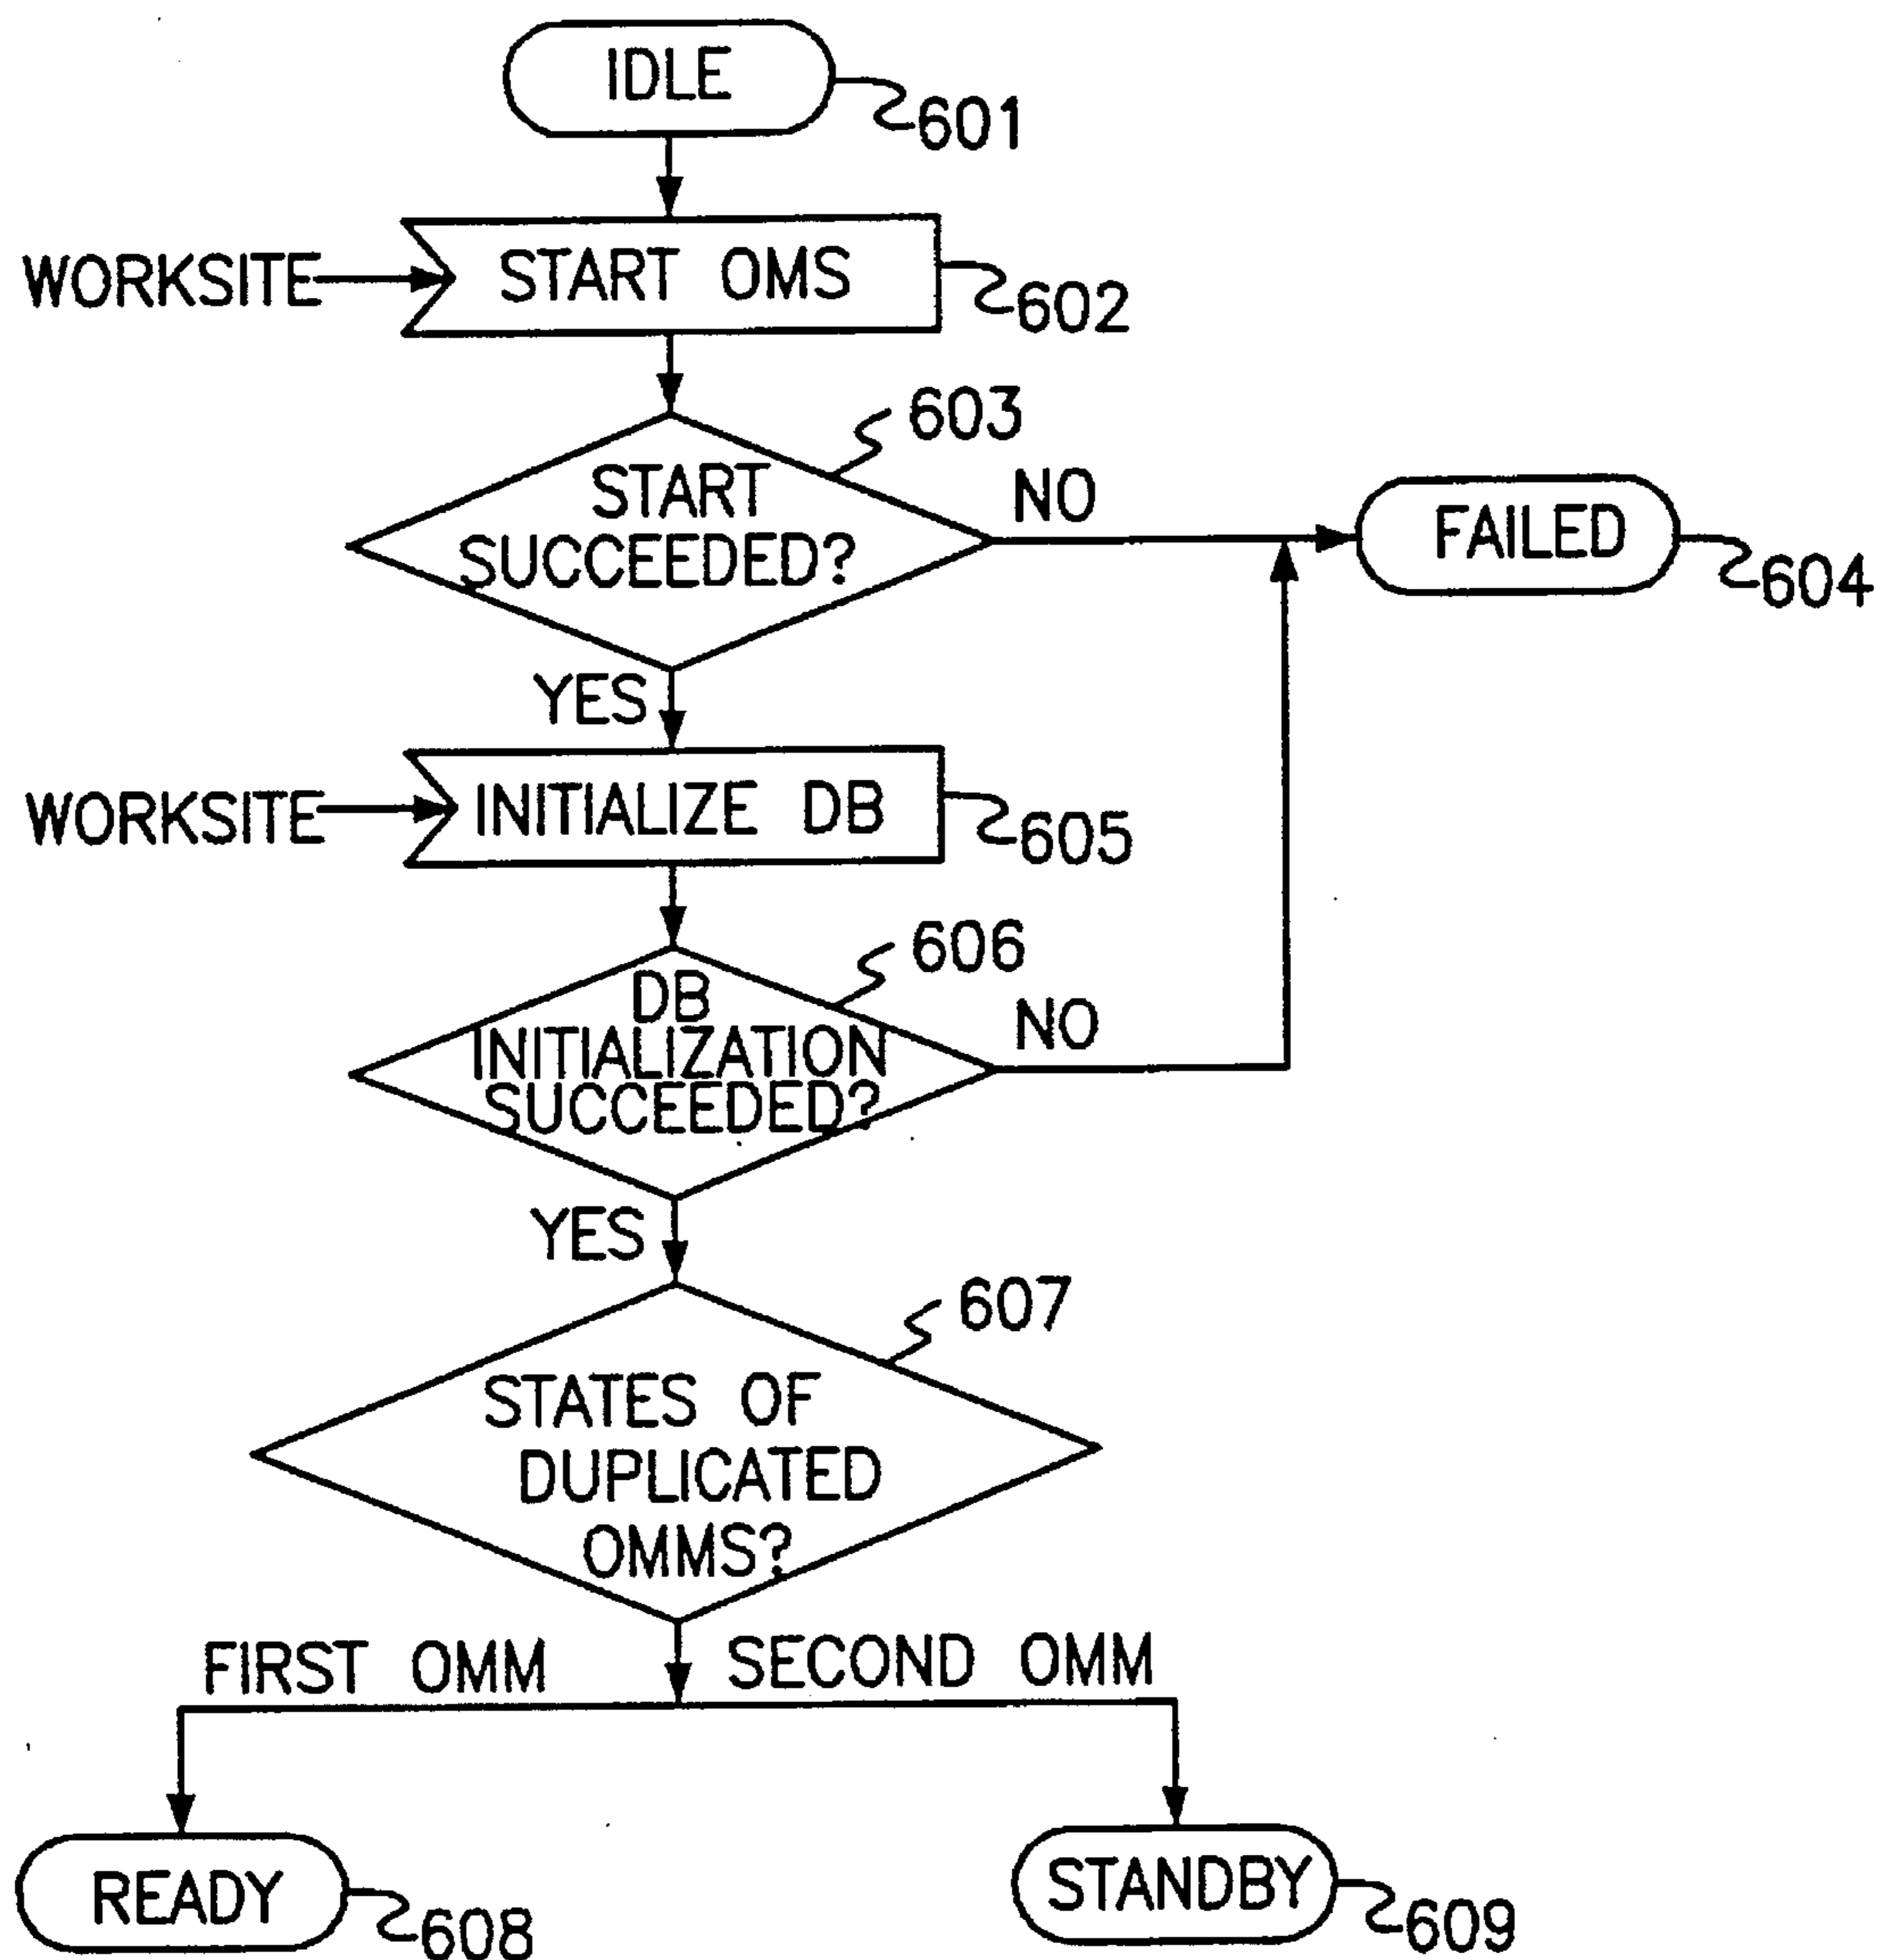 IDLE
601
WORKSITE
START OMS
602
603
START
SUCCEEDED?
NO
FAILED
604
YES
WORKSITE
INITIALIZE DB
605
606
DB
INITIALIZATION
SUCCEEDED?
NO
YES
607
STATES OF
DUPLICATED
OMMS?
FIRST OMM
SECOND OMM
READY
608
STANDBY
609